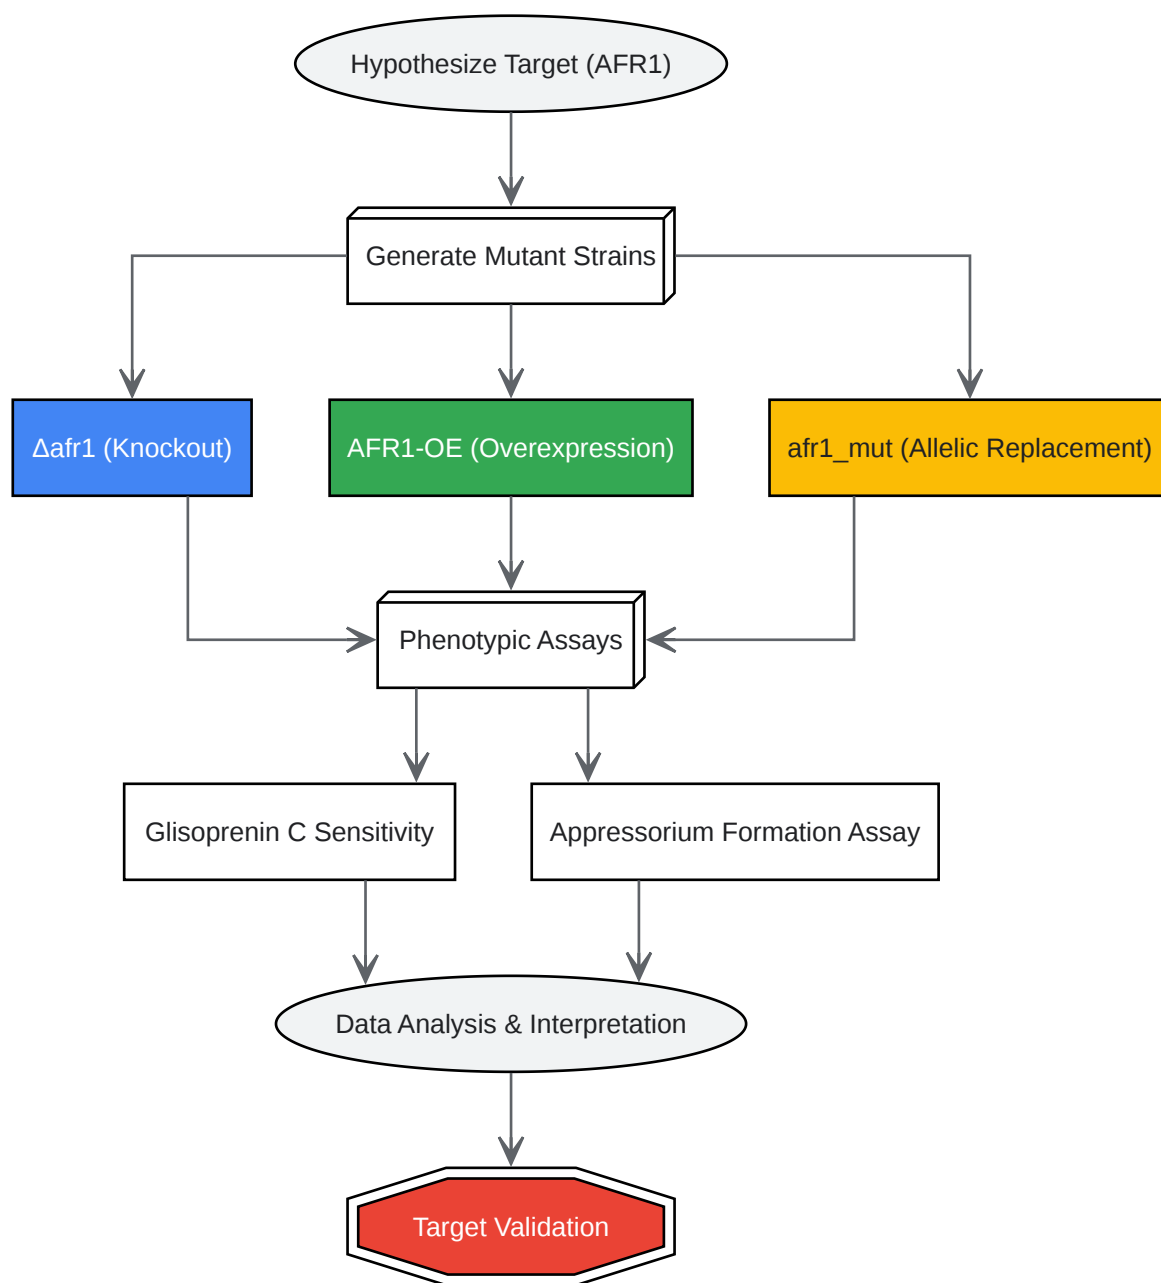 Hypothesize Target (AFR1)
Generate Mutant Strains
Δafr1 (Knockout)
AFR1-OE (Overexpression)
afr1_mut (Allelic Replacement)
Phenotypic Assays
Glisoprenin C Sensitivity
Appressorium Formation Assay
Data Analysis & Interpretation
Target Validation